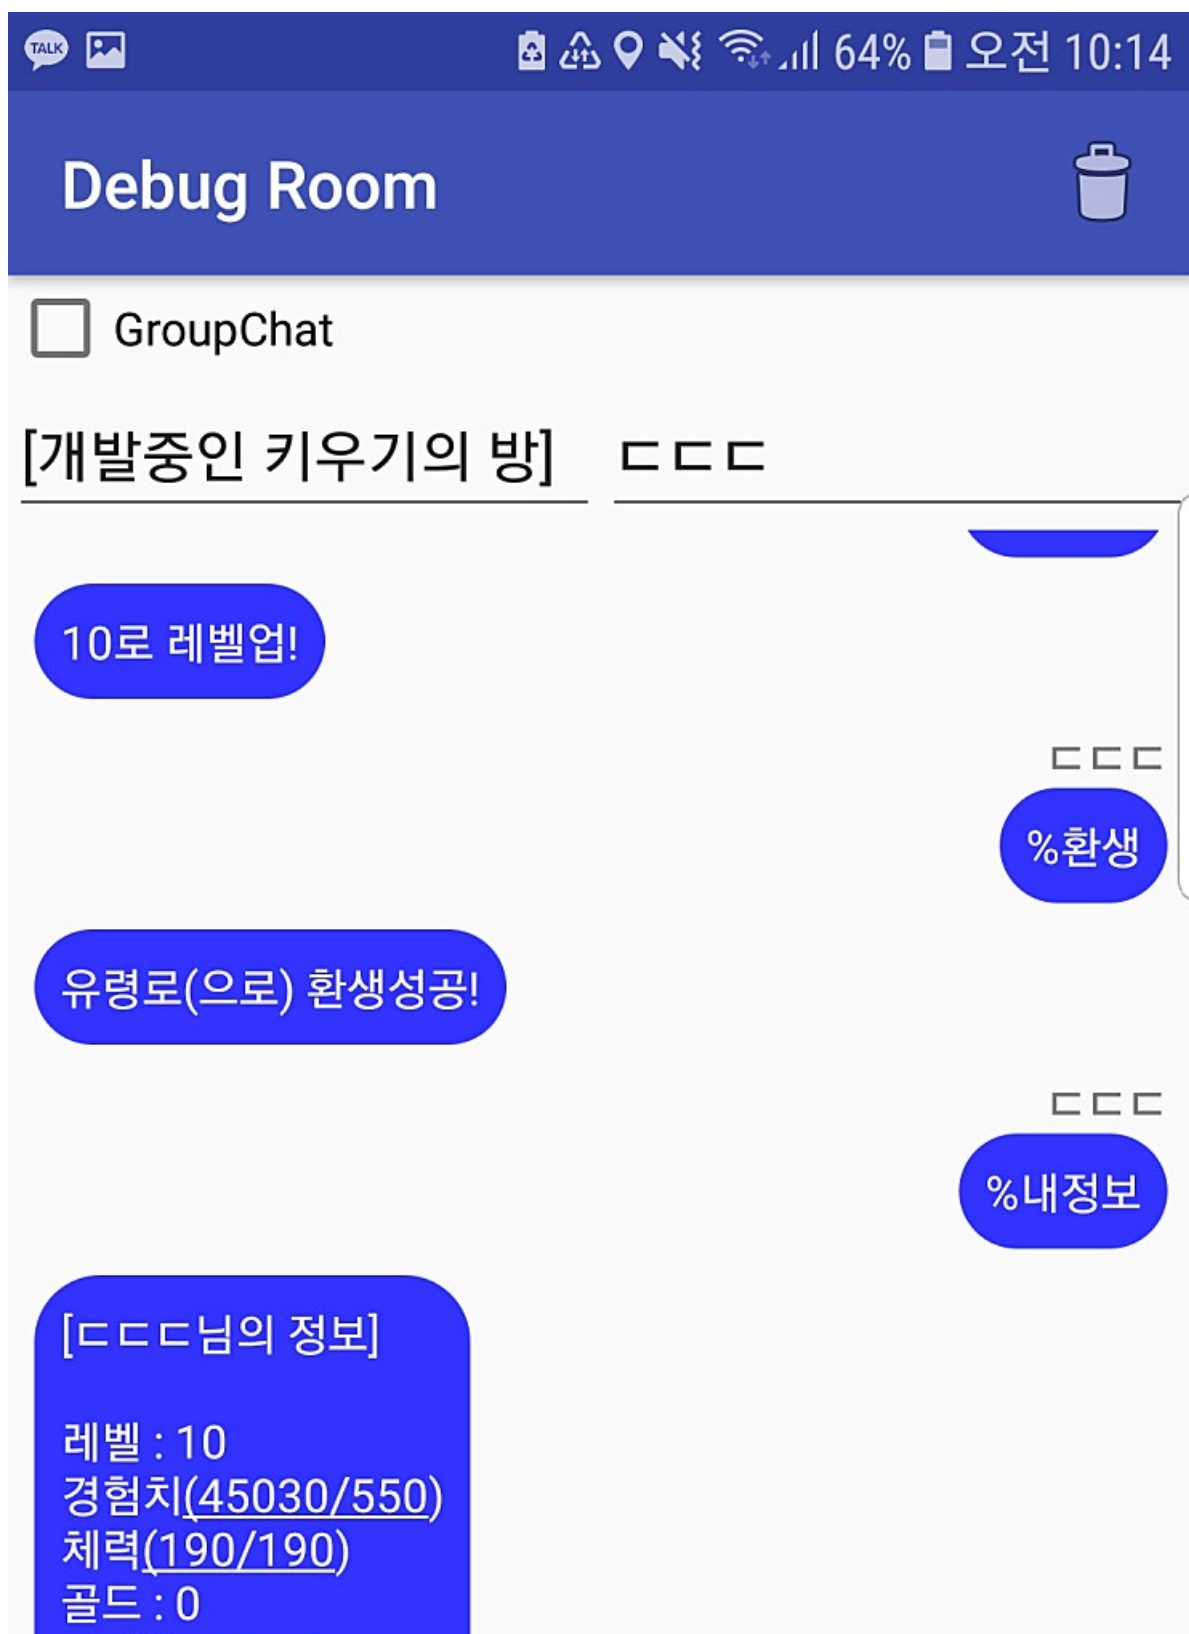 TALK 64% 오전 10:14
Debug Room
GroupChat
[개발중인 키우기의 방] ㄷㄷㄷ
10로 레벨업!
ㄷㄷㄷ
%환생
유령로(으로) 환생성공!
ㄷㄷㄷ
%내정보
[ㄷㄷㄷ님의 정보]
레벨 : 10
경험치(45030/550)
체력(190/190)
골드 : 0